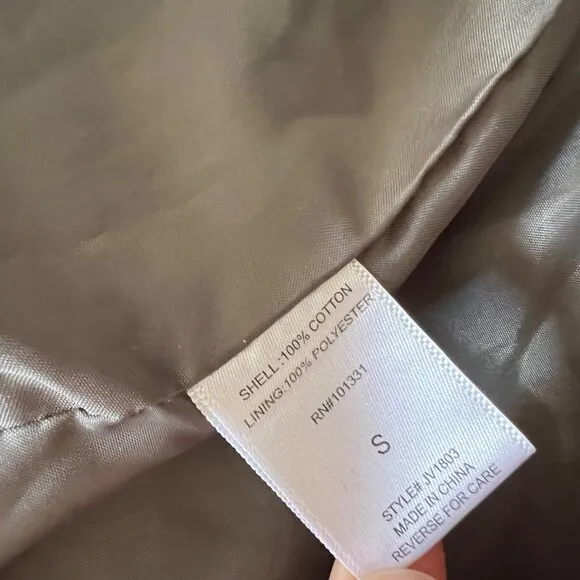 SHELL :100% COTTON
LINING:100% POLYESTER
RN#101331
S
STYLE# JV1803
MADE IN CHINA
REVERSE FOR CARE